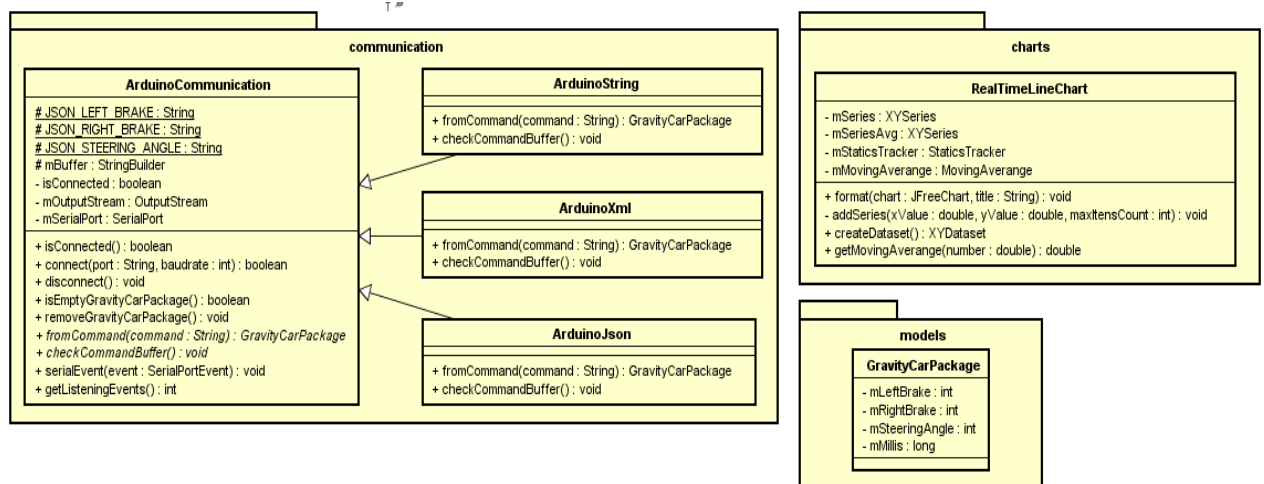 communication
ArduinoCommunication
# JSON_LEFT_BRAKE : String
# JSON_RIGHT_BRAKE : String
# JSON_STEERING_ANGLE : String
# mBuffer : StringBuilder
- isConnected : boolean
- mOutputStream : OutputStream
- mSerialPort : SerialPort
+ isConnected() : boolean
+ connect(port : String, baudrate : int) : boolean
+ disconnect() : void
+ isEmptyGravityCarPackage() : boolean
+ removeGravityCarPackage() : void
+ fromCommand(command : String) : GravityCarPackage
+ checkCommandBuffer() : void
+ serialEvent(event : SerialPortEvent) : void
+ getListeningEvents() : int
ArduinoString
+ fromCommand(command : String) : GravityCarPackage
+ checkCommandBuffer() : void
ArduinoXml
+ fromCommand(command : String) : GravityCarPackage
+ checkCommandBuffer() : void
ArduinoJson
+ fromCommand(command : String) : GravityCarPackage
+ checkCommandBuffer() : void
charts
RealTimeLineChart
- mSeries : XYSeries
- mSeriesAvg : XYSeries
- mStaticsTracker : StaticsTracker
- mMovingAverange : MovingAverange
+ format(chart : JFreeChart, title : String) : void
- addSeries(xValue : double, yValue : double, maxItensCount : int) : void
+ createDataset() : XYDataset
+ getMovingAverange(number : double) : double
models
GravityCarPackage
- mLeftBrake : int
- mRightBrake : int
- mSteeringAngle : int
- mMillis : long